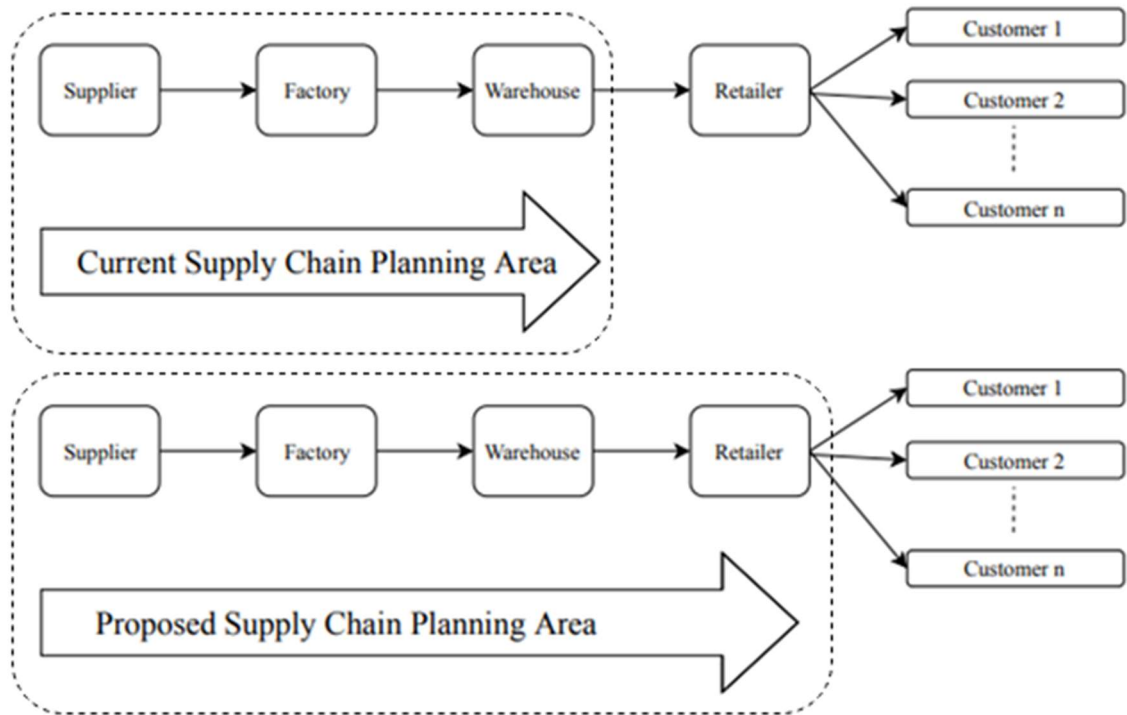 Supplier
Factory
Warehouse
Retailer
Customer 1
Customer 2
Customer n
Current Supply Chain Planning Area
Supplier
Factory
Warehouse
Retailer
Customer 1
Customer 2
Customer n
Proposed Supply Chain Planning Area